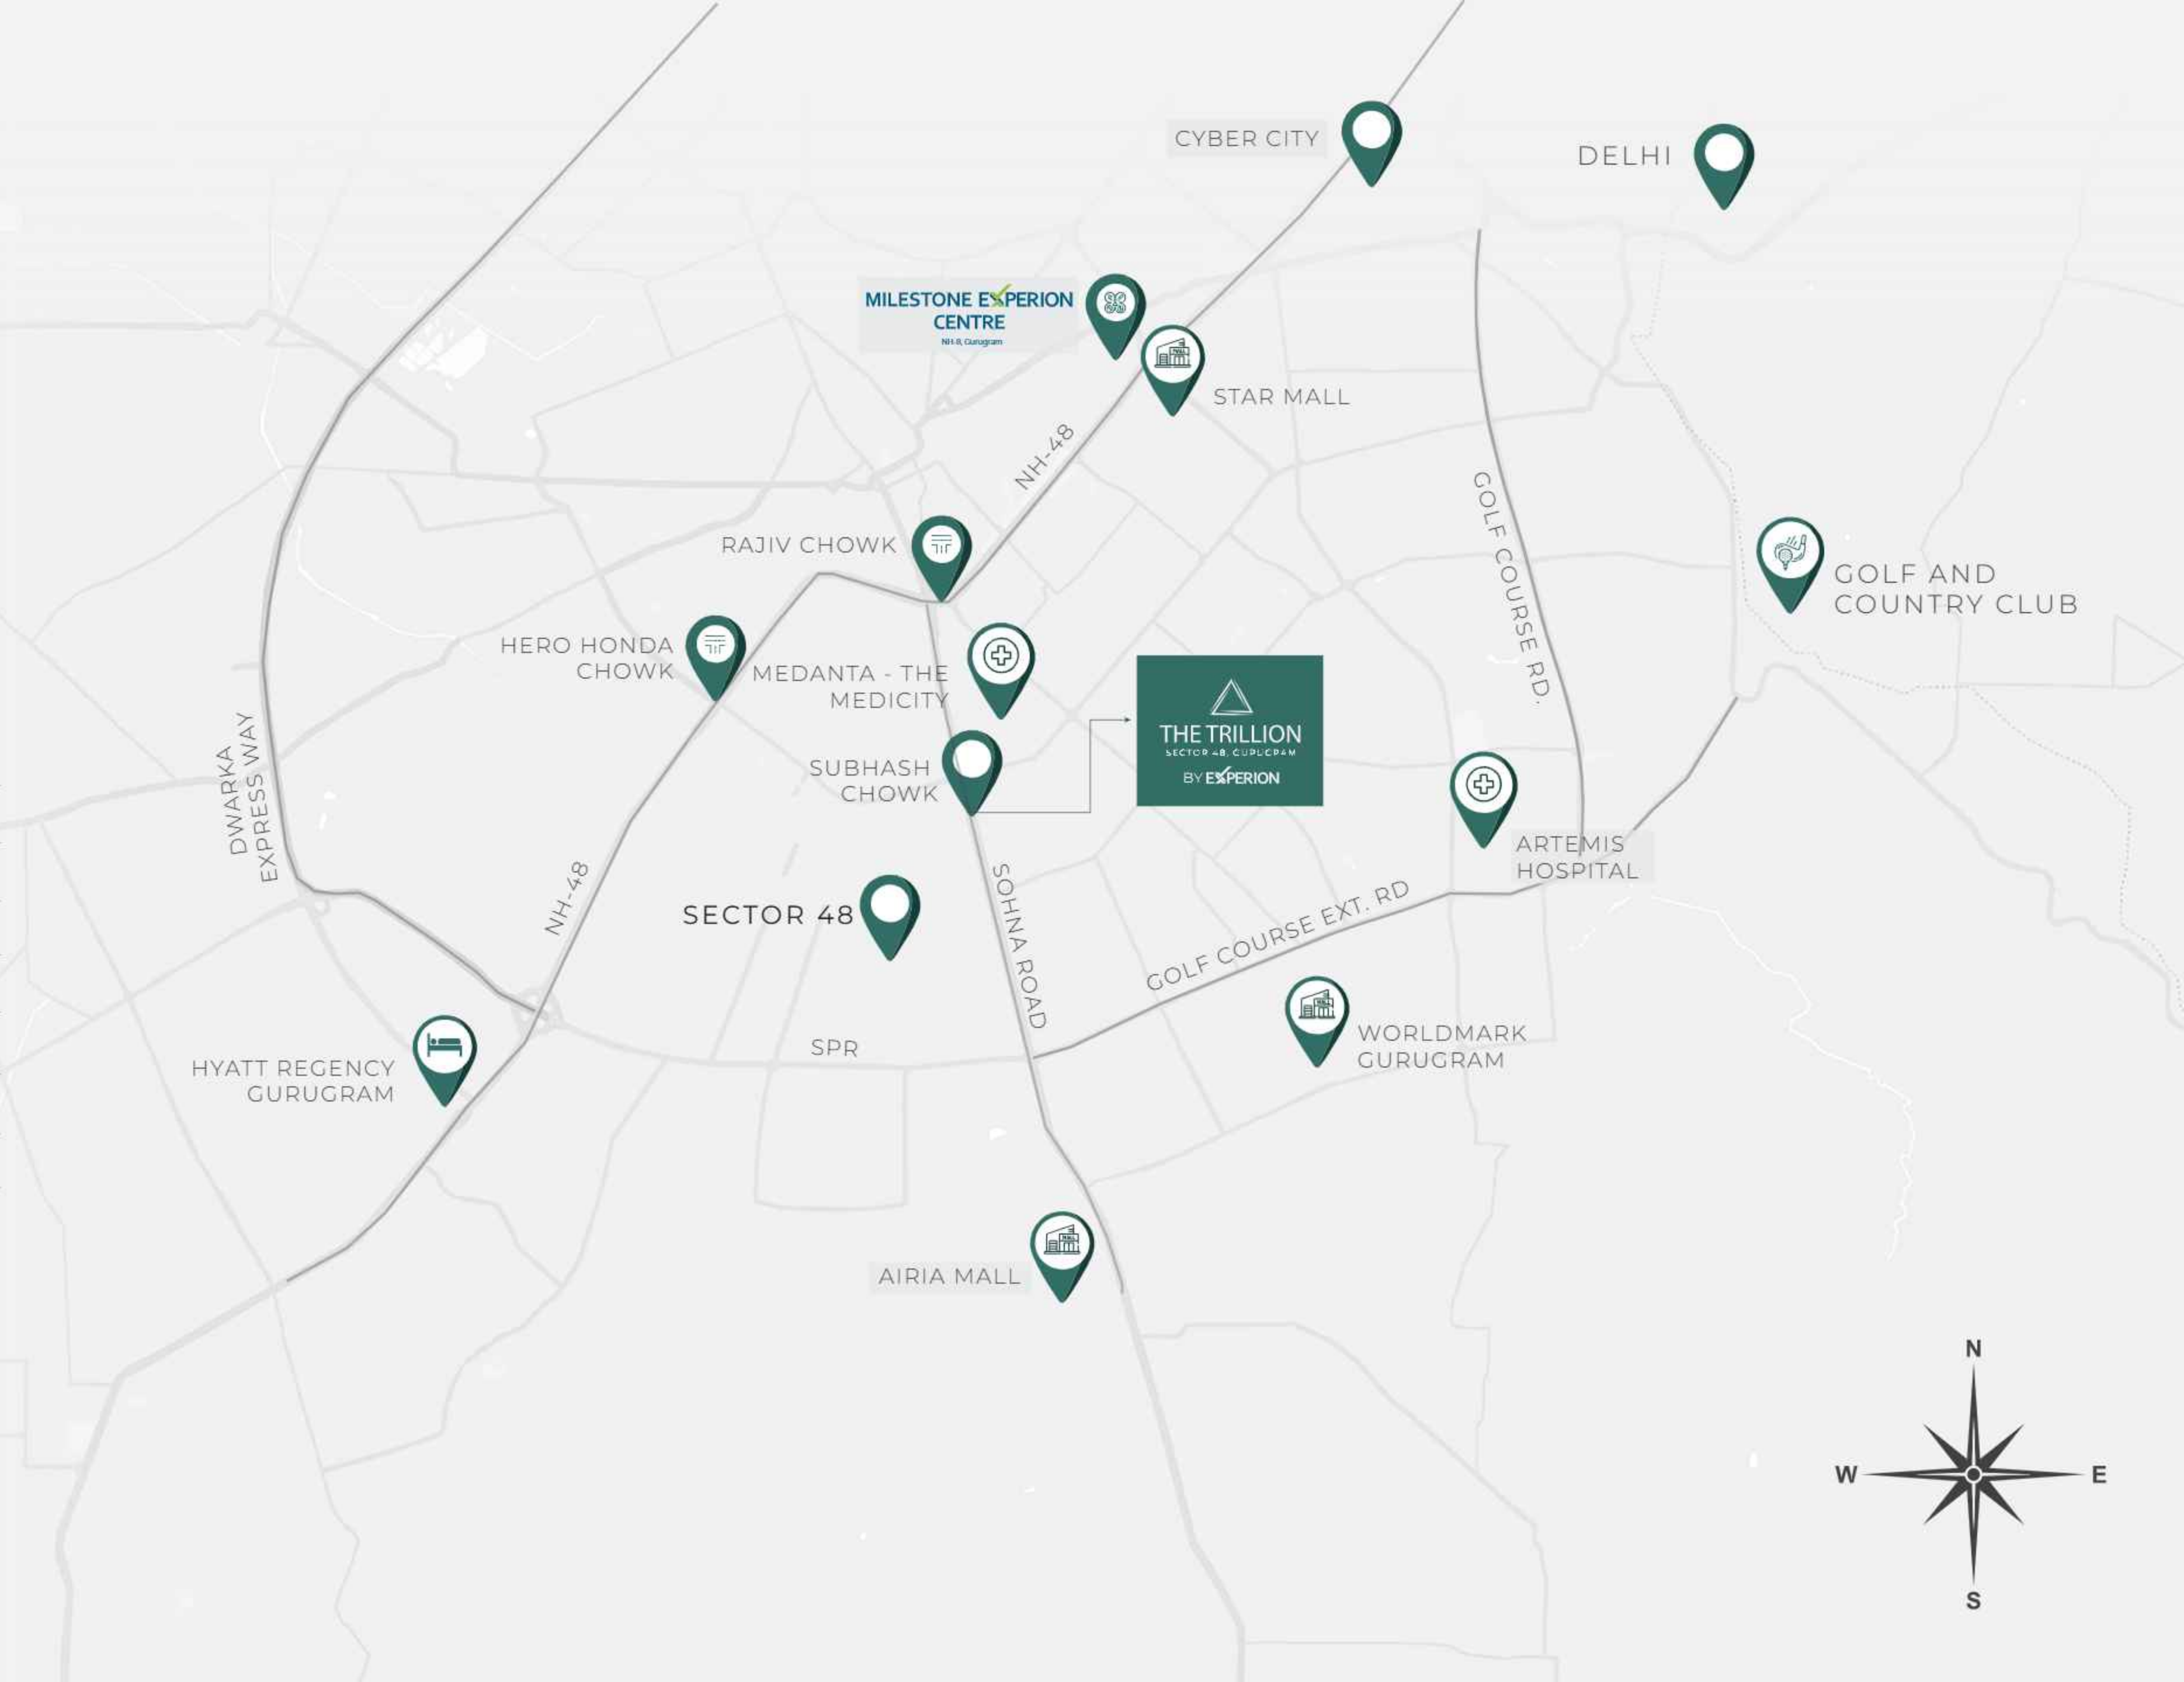 CYBER CITY
DELHI
MILESTONE EXPERION
CENTRE
NH-8, Gurugram
STAR MALL
NH-48
GOLF COURSE RD.
RAJIV CHOWK
GOLF AND
COUNTRY CLUB
HERO HONDA
CHOWK
MEDANTA - THE
MEDICITY
THE TRILLION
SECTOR 48, GURUGRAM
BY EXPERION
SUBHASH
CHOWK
DWARKA
EXPRESS WAY
ARTEMIS
HOSPITAL
NH-48
SECTOR 48
SOHNA ROAD
GOLF COURSE EXT. RD
SPR
WORLDMARK
GURUGRAM
HYATT REGENCY
GURUGRAM
MALL
MALL
MALL
AIRIA MALL
N
W
E
S